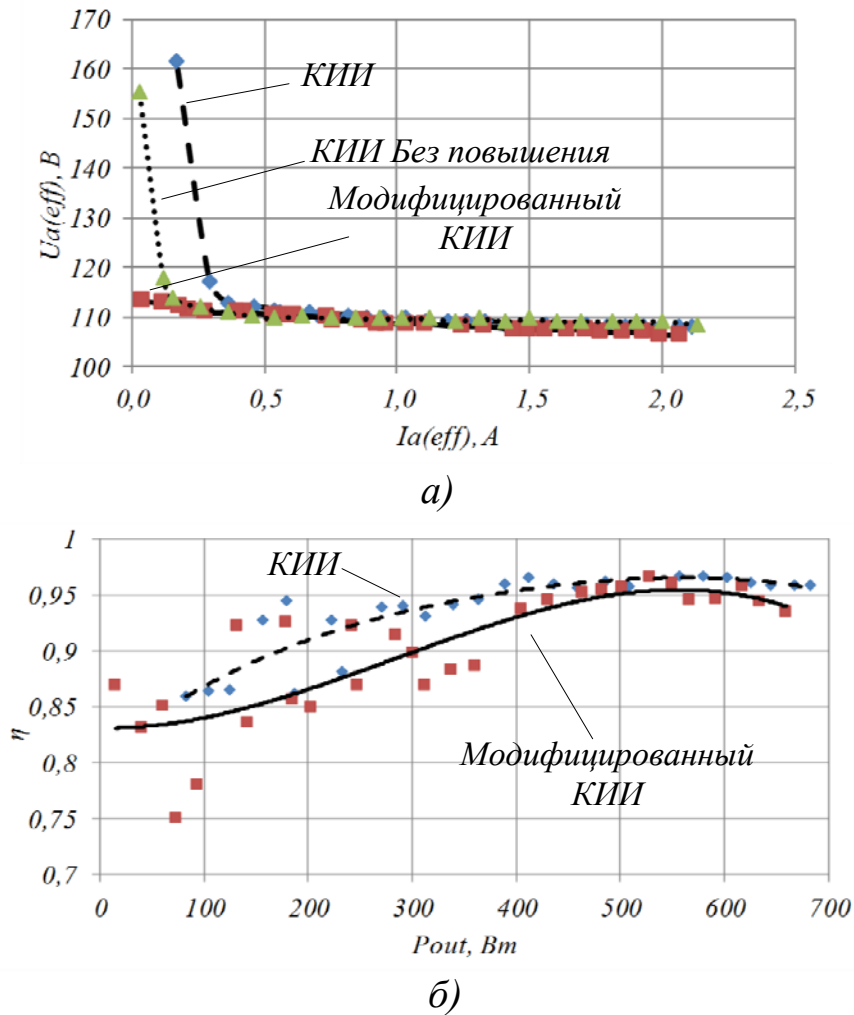 170
160
150
140
130
120
110
100
Ua(eff), В
КИИ
КИИ Без повышения
Модифицированный
КИИ
0,0
0,5
1,0
1,5
2,0
2,5
Ia(eff), A
а)
1
0,95
0,9
0,85
0,8
0,75
0,7
η
КИИ
Модифицированный
КИИ
0
100
200
300
400
500
600
700
Pout, Вт
б)